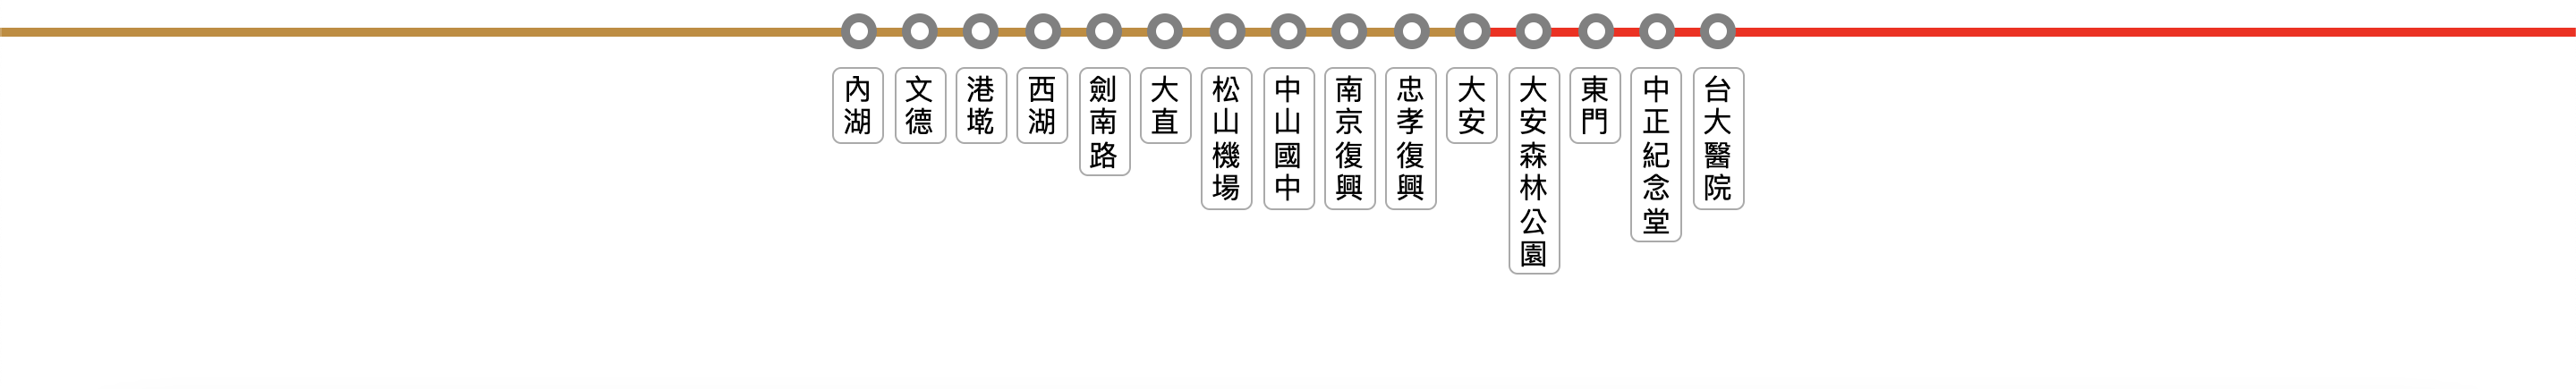 內湖
文德
港墘
西湖
劍南路
大直
松山機場
中山國中
南京復興
忠孝復興
大安
大安森林公園
東門
中正紀念堂
台大醫院